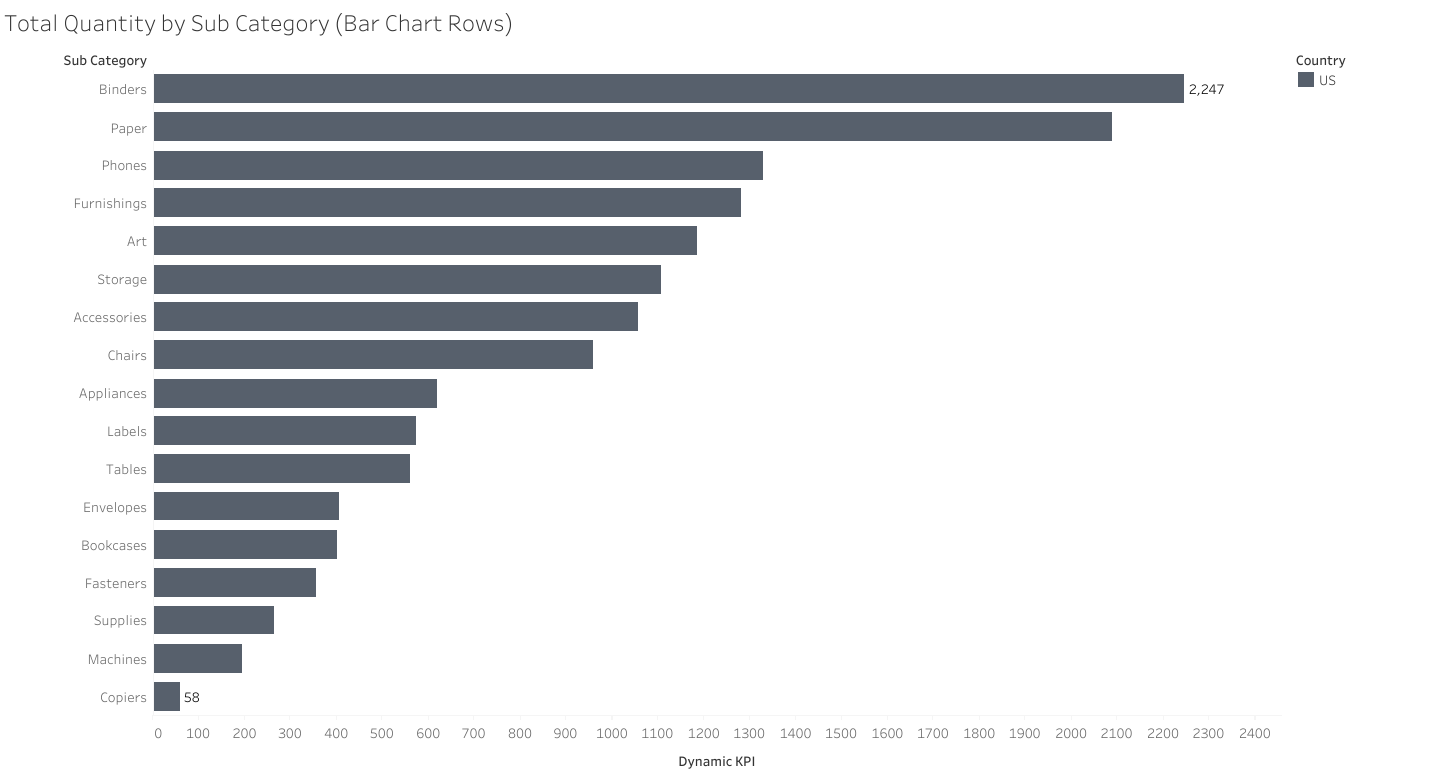 Total Quantity by Sub Category (Bar Chart Rows)
Sub Category
Country
US
Binders 2,247
Paper
Phones
Furnishings
Art
Storage
Accessories
Chairs
Appliances
Labels
Tables
Envelopes
Bookcases
Fasteners
Supplies
Machines
Copiers 58
0 100 200 300 400 500 600 700 800 900 1000 1100 1200 1300 1400 1500 1600 1700 1800 1900 2000 2100 2200 2300 2400
Dynamic KPI